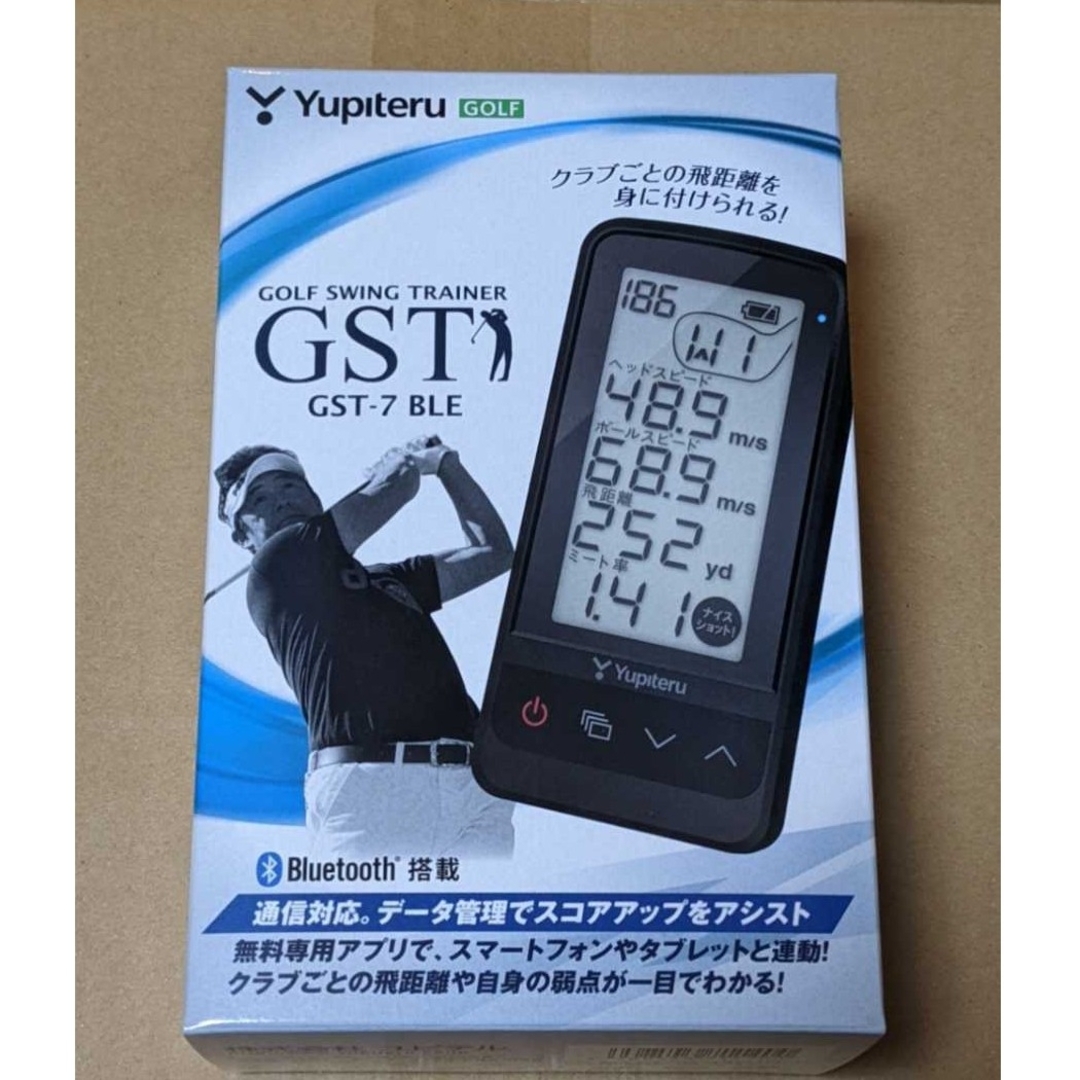 Yupiteru GOLF
クラブごとの飛距離を
身に付けられる!
GOLF SWING TRAINER
GST
GST-7 BLE
186
W1
ヘッドスピード
48.9 m/s
ボールスピード
68.9 m/s
飛距離
252 yd
ミート率
1.41
ナイス
ショット!
Yupiteru
Bluetooth® 搭載
通信対応。データ管理でスコアアップをアシスト
無料専用アプリで、スマートフォンやタブレットと連動!
クラブごとの飛距離や自身の弱点が一目でわかる!